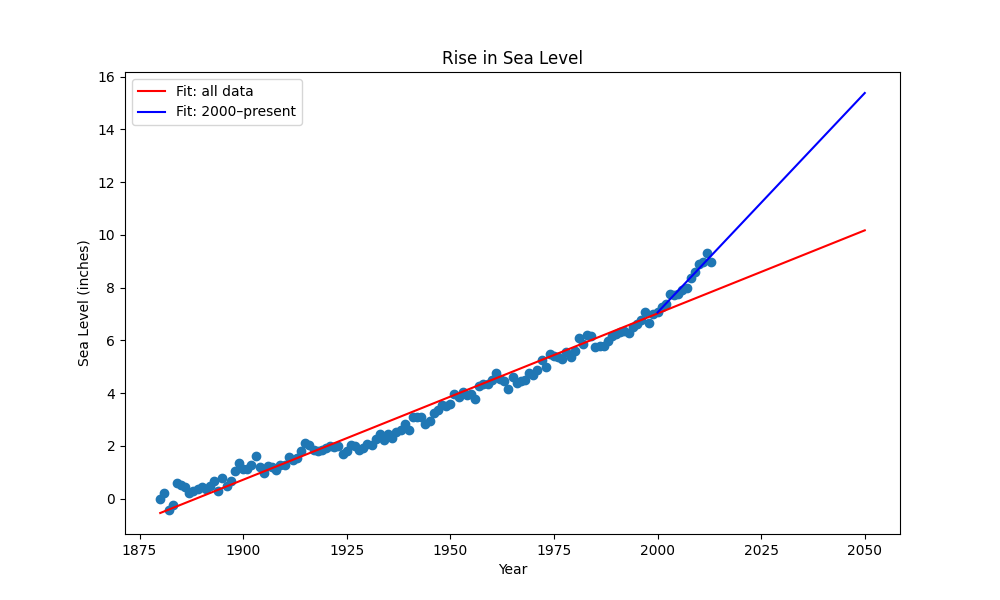 Rise in Sea Level
Fit: all data
Fit: 2000–present
Sea Level (inches)
16
14
12
10
8
6
4
2
0
1875 1900 1925 1950 1975 2000 2025 2050
Year